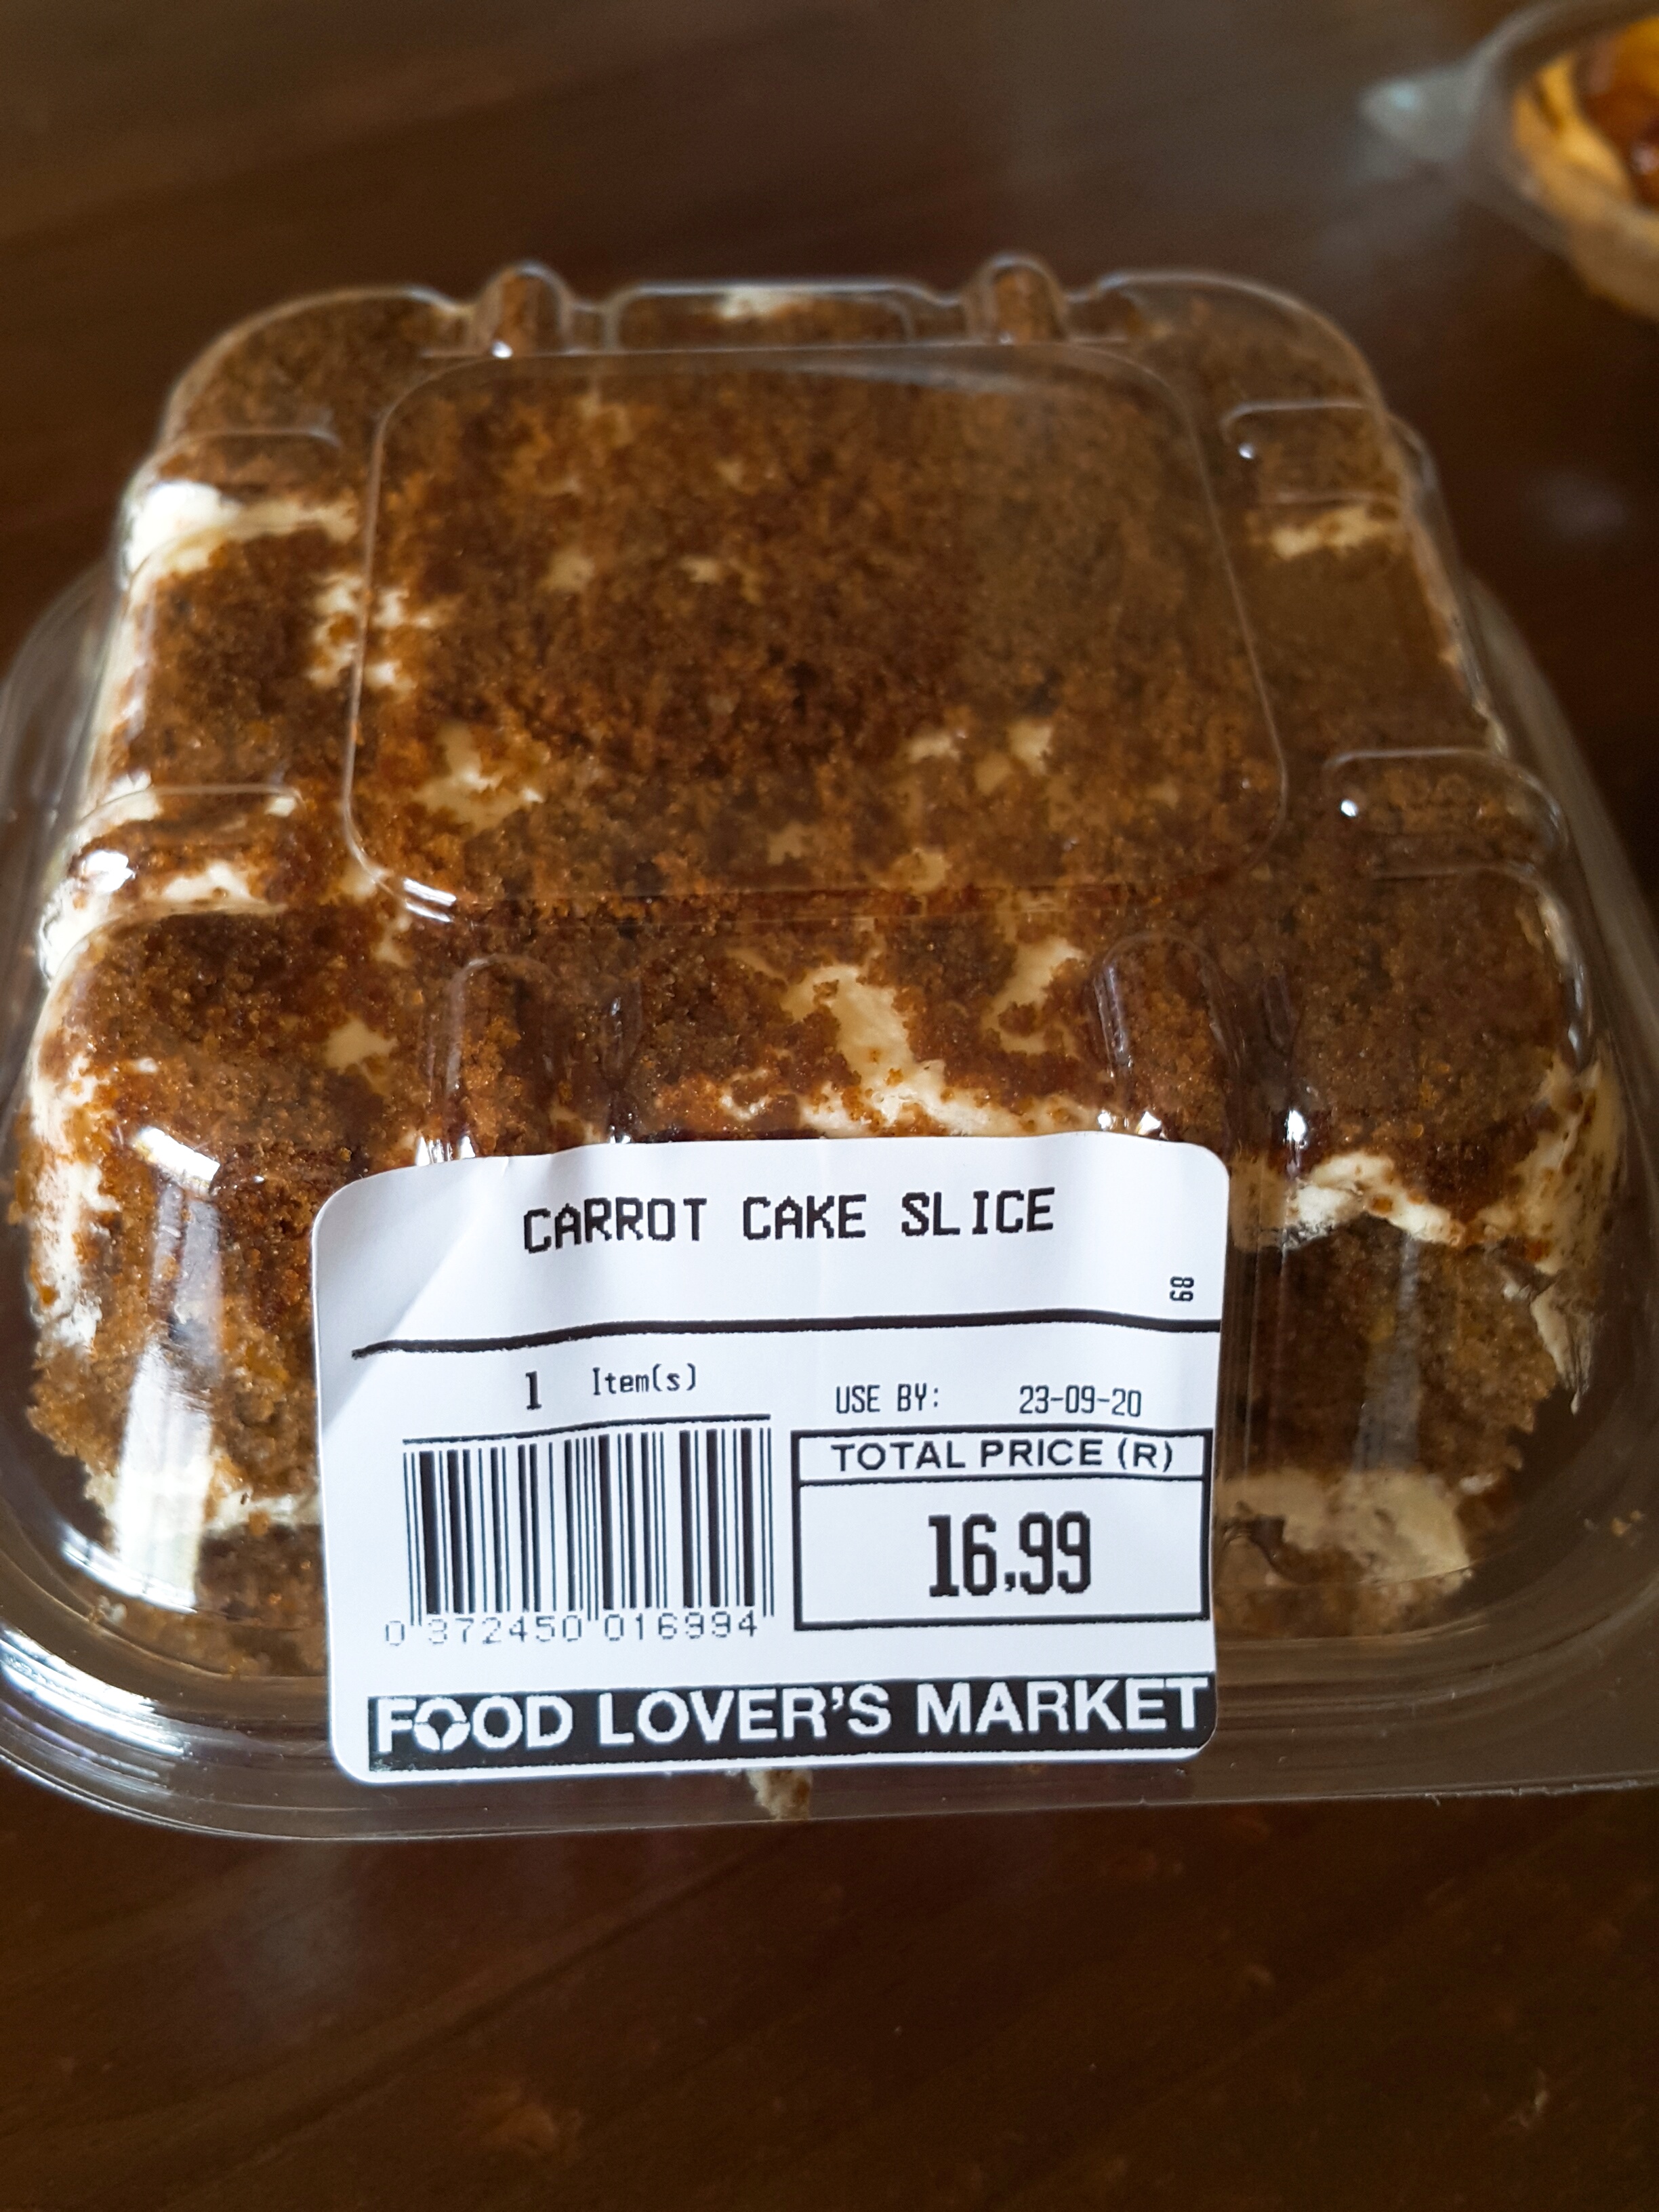 CARROT CAKE SLICE
89
1 Item(s)
USE BY: 23-09-20
TOTAL PRICE (R)
16.99
0 372450 016994
FOOD LOVER'S MARKET